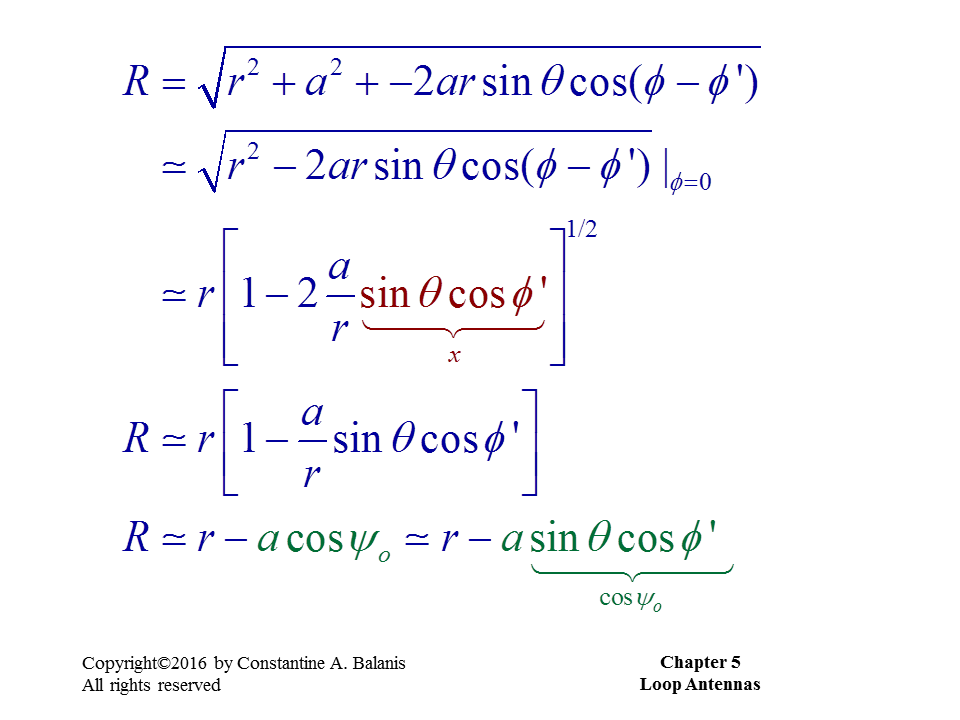 R = √(r² + a² + −2ar sin θ cos(ϕ − ϕ'))
≃ √(r² − 2ar sin θ cos(ϕ − ϕ')) |ϕ=0
≃ r [1 − 2 a/r sin θ cos ϕ']^1/2
x
R ≃ r [1 − a/r sin θ cos ϕ']
R ≃ r − a cos ψₒ ≃ r − a sin θ cos ϕ'
cos ψₒ
Copyright©2016 by Constantine A. Balanis
All rights reserved
Chapter 5
Loop Antennas